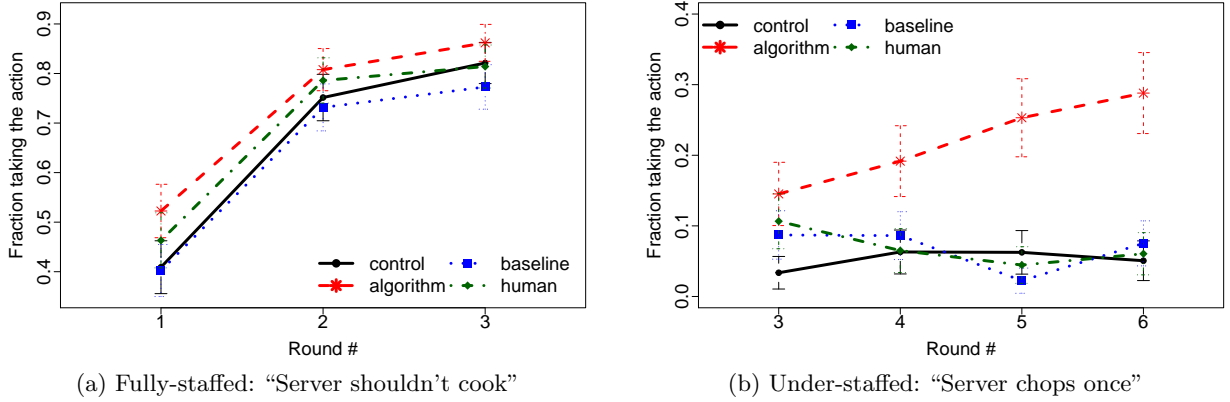 Fraction taking the action
0.9
0.8
0.7
0.6
0.5
0.4
control
algorithm
baseline
human
1 2 3
Round #
(a) Fully-staffed: “Server shouldn’t cook”
Fraction taking the action
0.4
0.3
0.2
0.1
0.0
control
algorithm
baseline
human
3 4 5 6
Round #
(b) Under-staffed: “Server chops once”